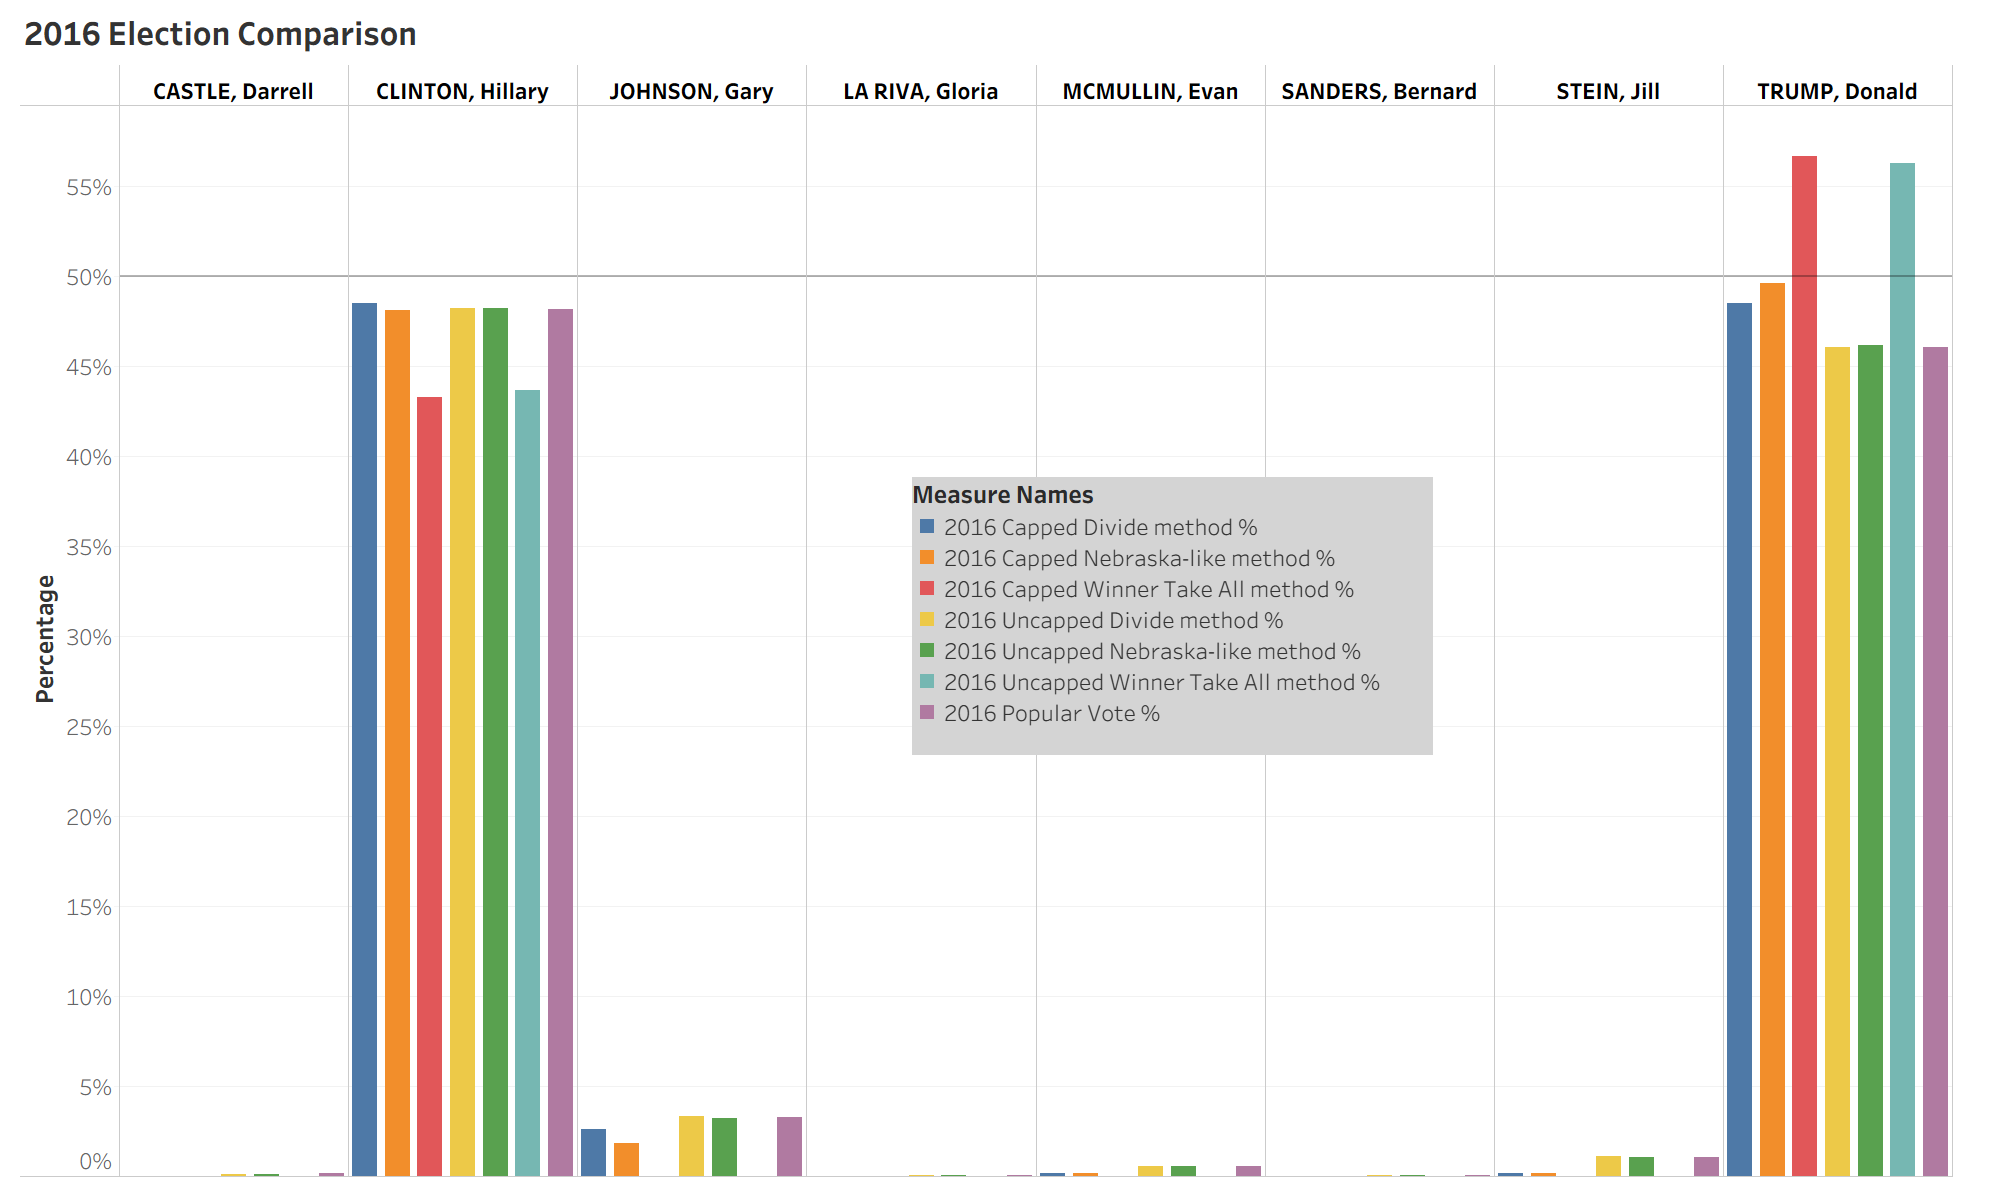 2016 Election Comparison
CASTLE, Darrell CLINTON, Hillary JOHNSON, Gary LA RIVA, Gloria MCMULLIN, Evan SANDERS, Bernard STEIN, Jill TRUMP, Donald
55%
50%
45%
40%
35%
30%
25%
20%
15%
10%
5%
0%
Percentage
Measure Names
2016 Capped Divide method %
2016 Capped Nebraska-like method %
2016 Capped Winner Take All method %
2016 Uncapped Divide method %
2016 Uncapped Nebraska-like method %
2016 Uncapped Winner Take All method %
2016 Popular Vote %